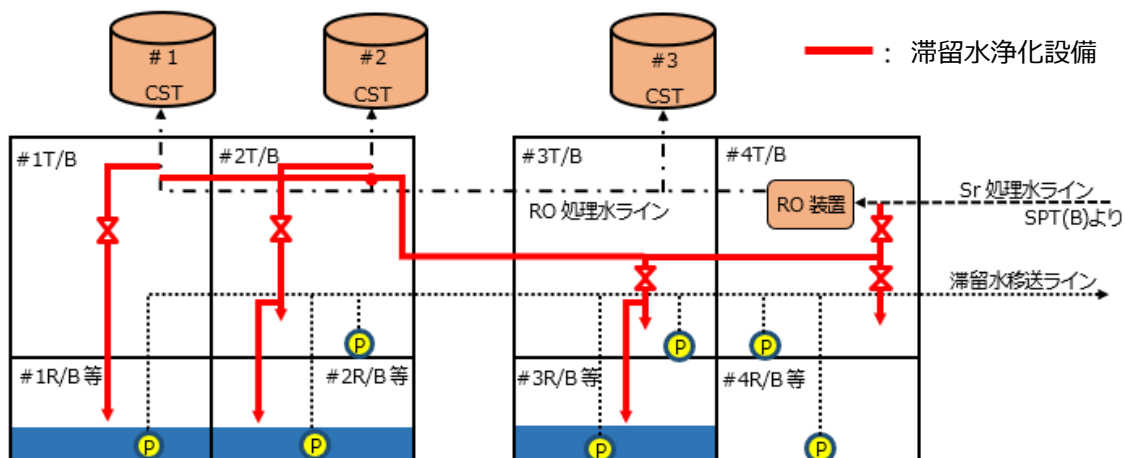 #1
CST
#2
CST
#3
CST
: 滞留水浄化設備
#1T/B
#2T/B
#3T/B
#4T/B
RO 装置
Sr 処理水ライン
SPT(B)より
RO 処理水ライン
滞留水移送ライン
P
P
P
#1R/B 等
#2R/B 等
#3R/B 等
#4R/B 等
P
P
P
P